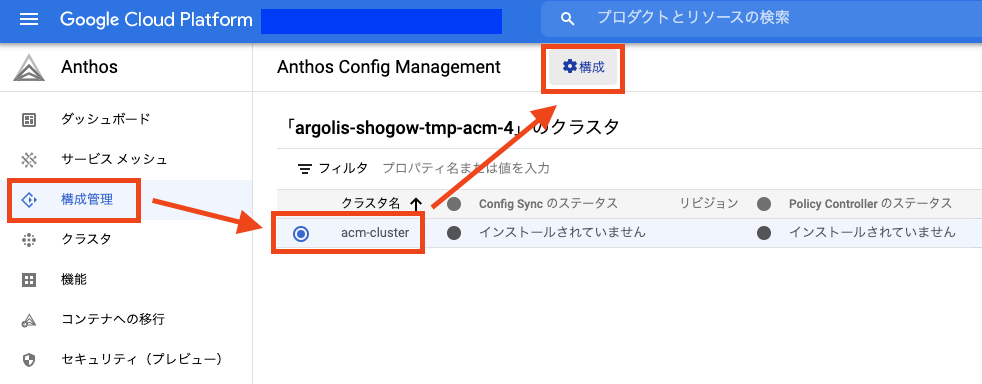 Google Cloud Platform
プロダクトとリソースの検索
Anthos
Anthos Config Management
構成
「argolis-shogow-tmp-acm-4」のクラスタ
ダッシュボード
サービス メッシュ
構成管理
クラスタ
機能
コンテナへの移行
セキュリティ（プレビュー）
フィルタ プロパティ名または値を入力
クラスタ名 Config Sync のステータス リビジョン Policy Controller のステータス
acm-cluster インストールされていません インストールされていません